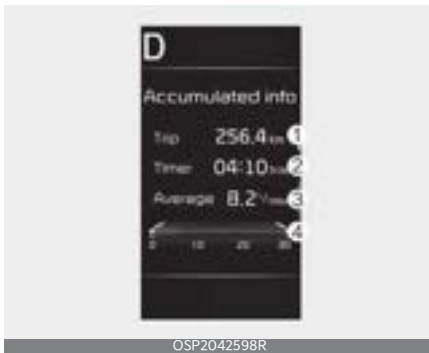 D
Accumulated info
Trip 256.4 km 1
Timer 04:10 2
Average 8.2 3
4
0 10 20 30
OSP2042598R